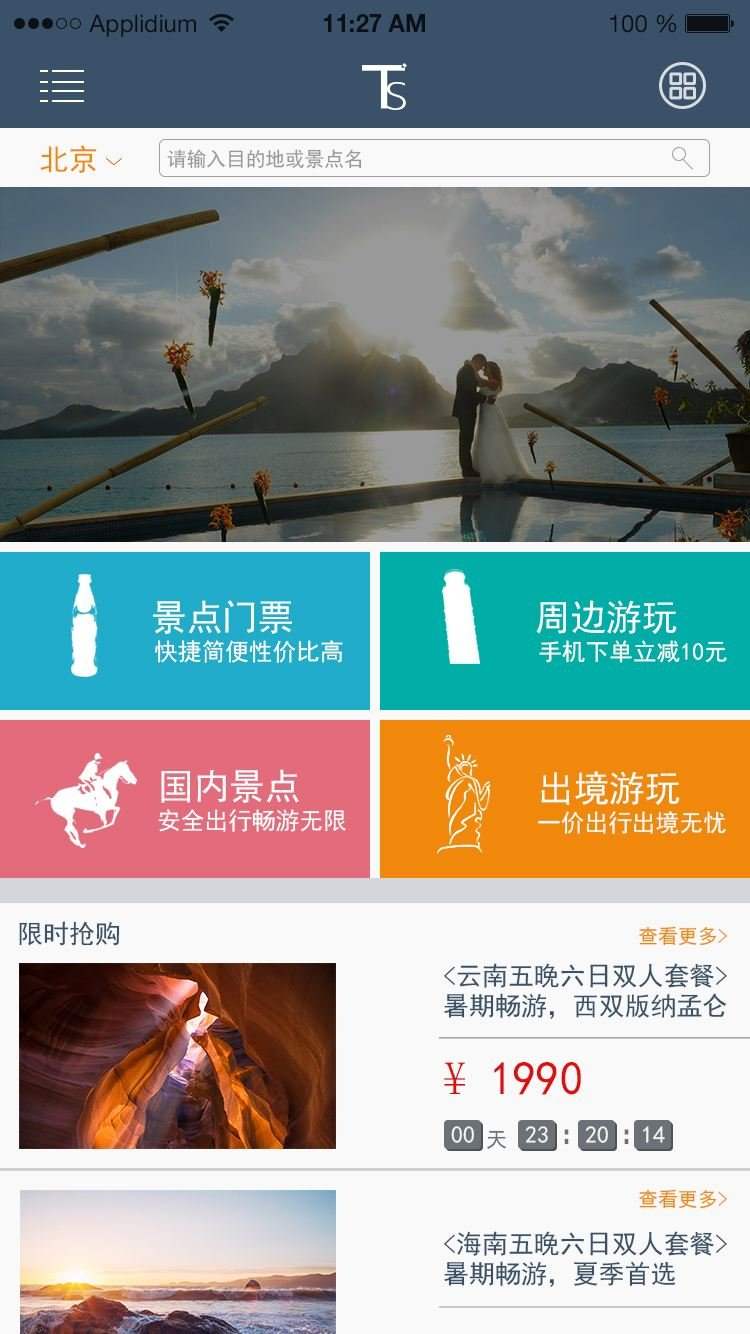 Applidium 11:27 AM 100 %
TS
北京 请输入目的地或景点名
景点门票
快捷简便性价比高
周边游玩
手机下单立减10元
国内景点
安全出行畅游无限
出境游玩
一价出行出境无忧
限时抢购 查看更多>
<云南五晚六日双人套餐>
暑期畅游，西双版纳孟仑
¥ 1990
00天 23:20:14
查看更多>
<海南五晚六日双人套餐>
暑期畅游，夏季首选